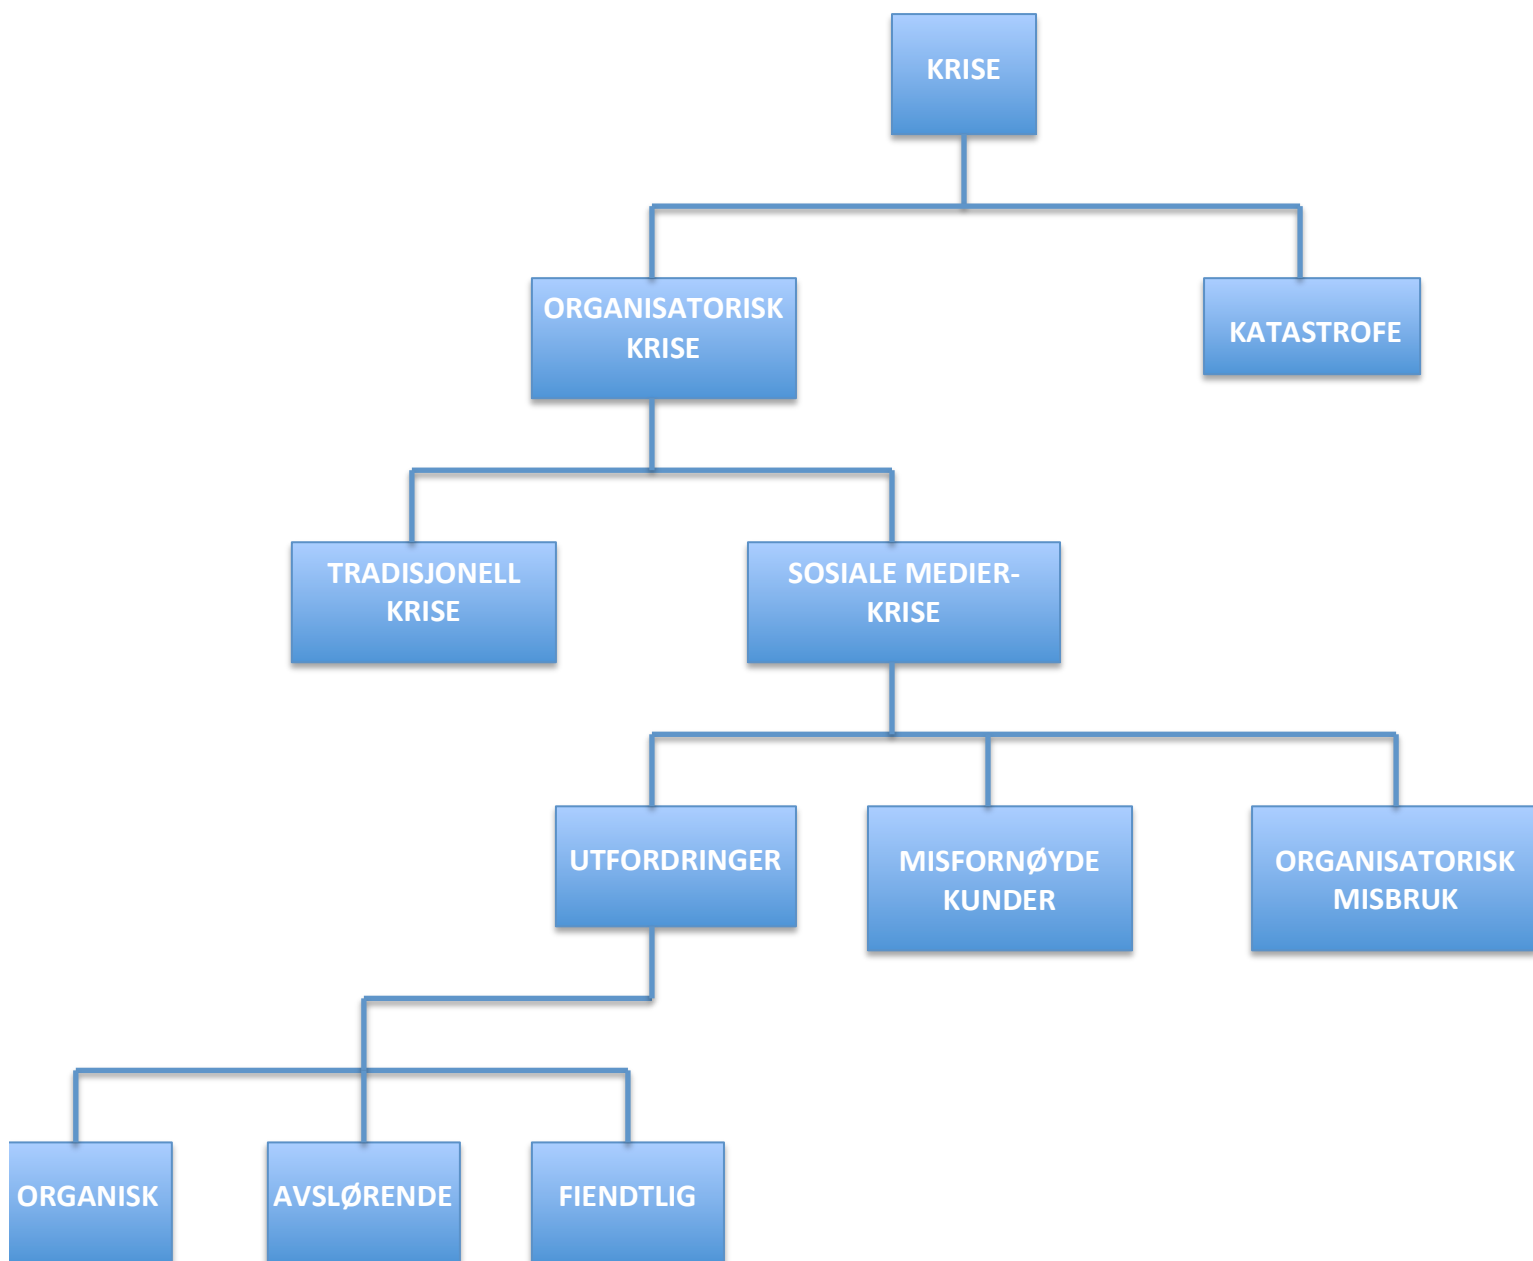 KRISE
ORGANISATORISK
KRISE
KATASTROFE
TRADISJONELL
KRISE
SOSIALE MEDIER-
KRISE
UTFORDRINGER
MISFORNØYDE
KUNDER
ORGANISATORISK
MISBRUK
ORGANISK
AVSLØRENDE
FIENDTLIG